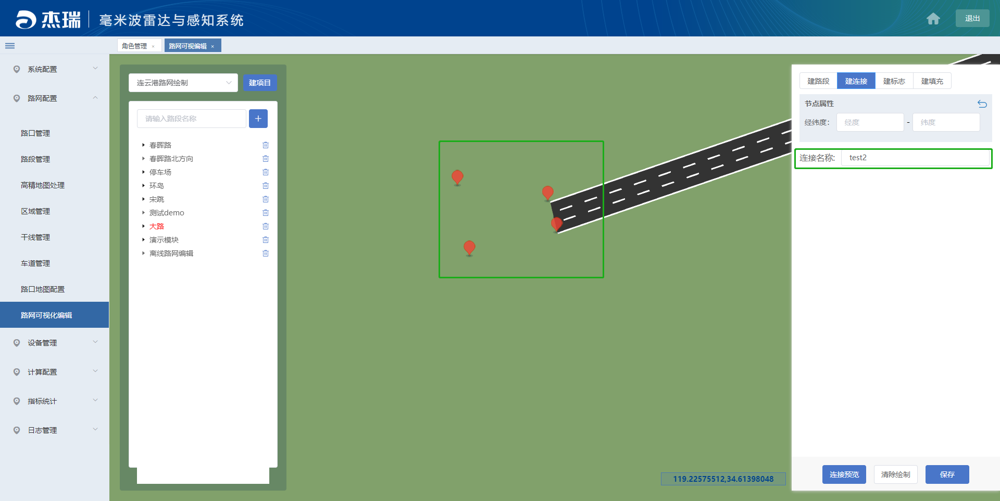 杰瑞 毫米波雷达与感知系统
退出
角色管理 ×
路网可视编辑 ×
系统配置
路网配置
路口管理
路段管理
高精地图处理
区域管理
干线管理
车道管理
路口地图配置
路网可视化编辑
设备管理
计算配置
指标统计
日志管理
连云港路网绘制
建项目
请输入路段名称
+
春晖路
春晖路北方向
停车场
环岛
宋跳
测试demo
大路
演示模块
离线路网编辑
119.22575512,34.61398048
建路段 建连接 建标志 建填充
节点属性
经纬度: 经度 - 纬度
连接名称: test2
连接预览 清除绘制 保存